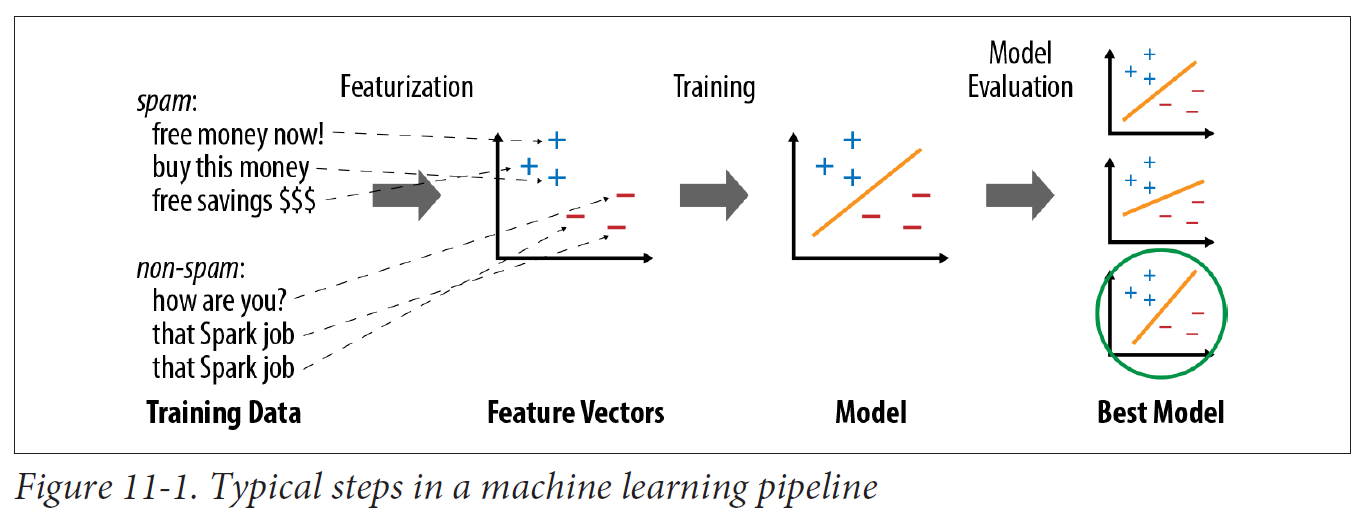 Featurization
Training
Model
Evaluation
spam:
free money now!
buy this money
free savings $$$
non-spam:
how are you?
that Spark job
that Spark job
Training Data
Feature Vectors
Model
Best Model
Figure 11-1. Typical steps in a machine learning pipeline